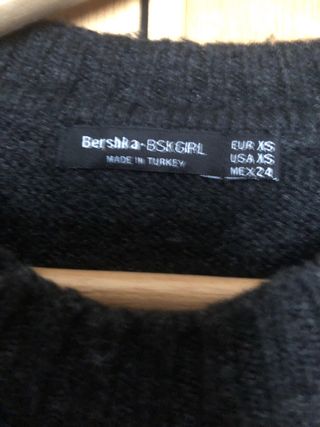 Bershka·BSKGIRL
MADE IN TURKEY
EUR XS
USA XS
MEX 24